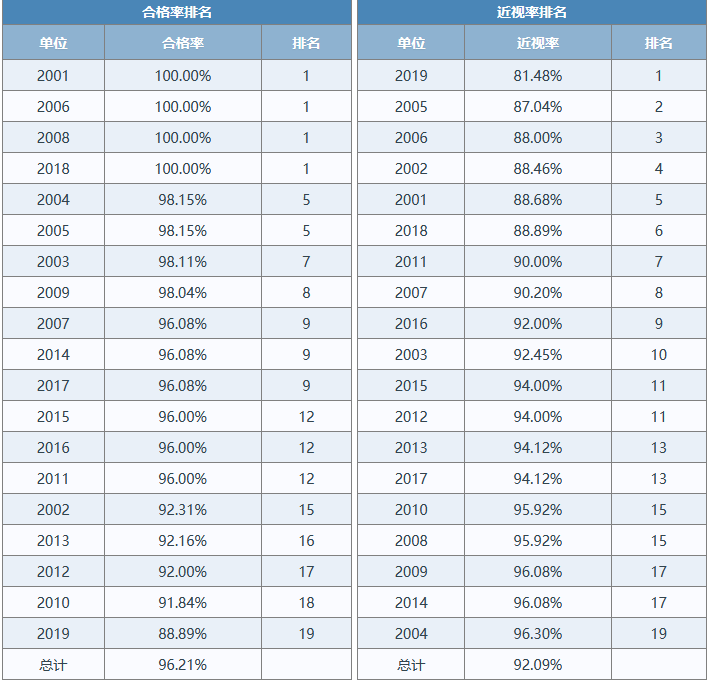 合格率排名
单位 合格率 排名
2001 100.00% 1
2006 100.00% 1
2008 100.00% 1
2018 100.00% 1
2004 98.15% 5
2005 98.15% 5
2003 98.11% 7
2009 98.04% 8
2007 96.08% 9
2014 96.08% 9
2017 96.08% 9
2015 96.00% 12
2016 96.00% 12
2011 96.00% 12
2002 92.31% 15
2013 92.16% 16
2012 92.00% 17
2010 91.84% 18
2019 88.89% 19
总计 96.21%
近视率排名
单位 近视率 排名
2019 81.48% 1
2005 87.04% 2
2006 88.00% 3
2002 88.46% 4
2001 88.68% 5
2018 88.89% 6
2011 90.00% 7
2007 90.20% 8
2016 92.00% 9
2003 92.45% 10
2015 94.00% 11
2012 94.00% 11
2013 94.12% 13
2017 94.12% 13
2010 95.92% 15
2008 95.92% 15
2009 96.08% 17
2014 96.08% 17
2004 96.30% 19
总计 92.09%